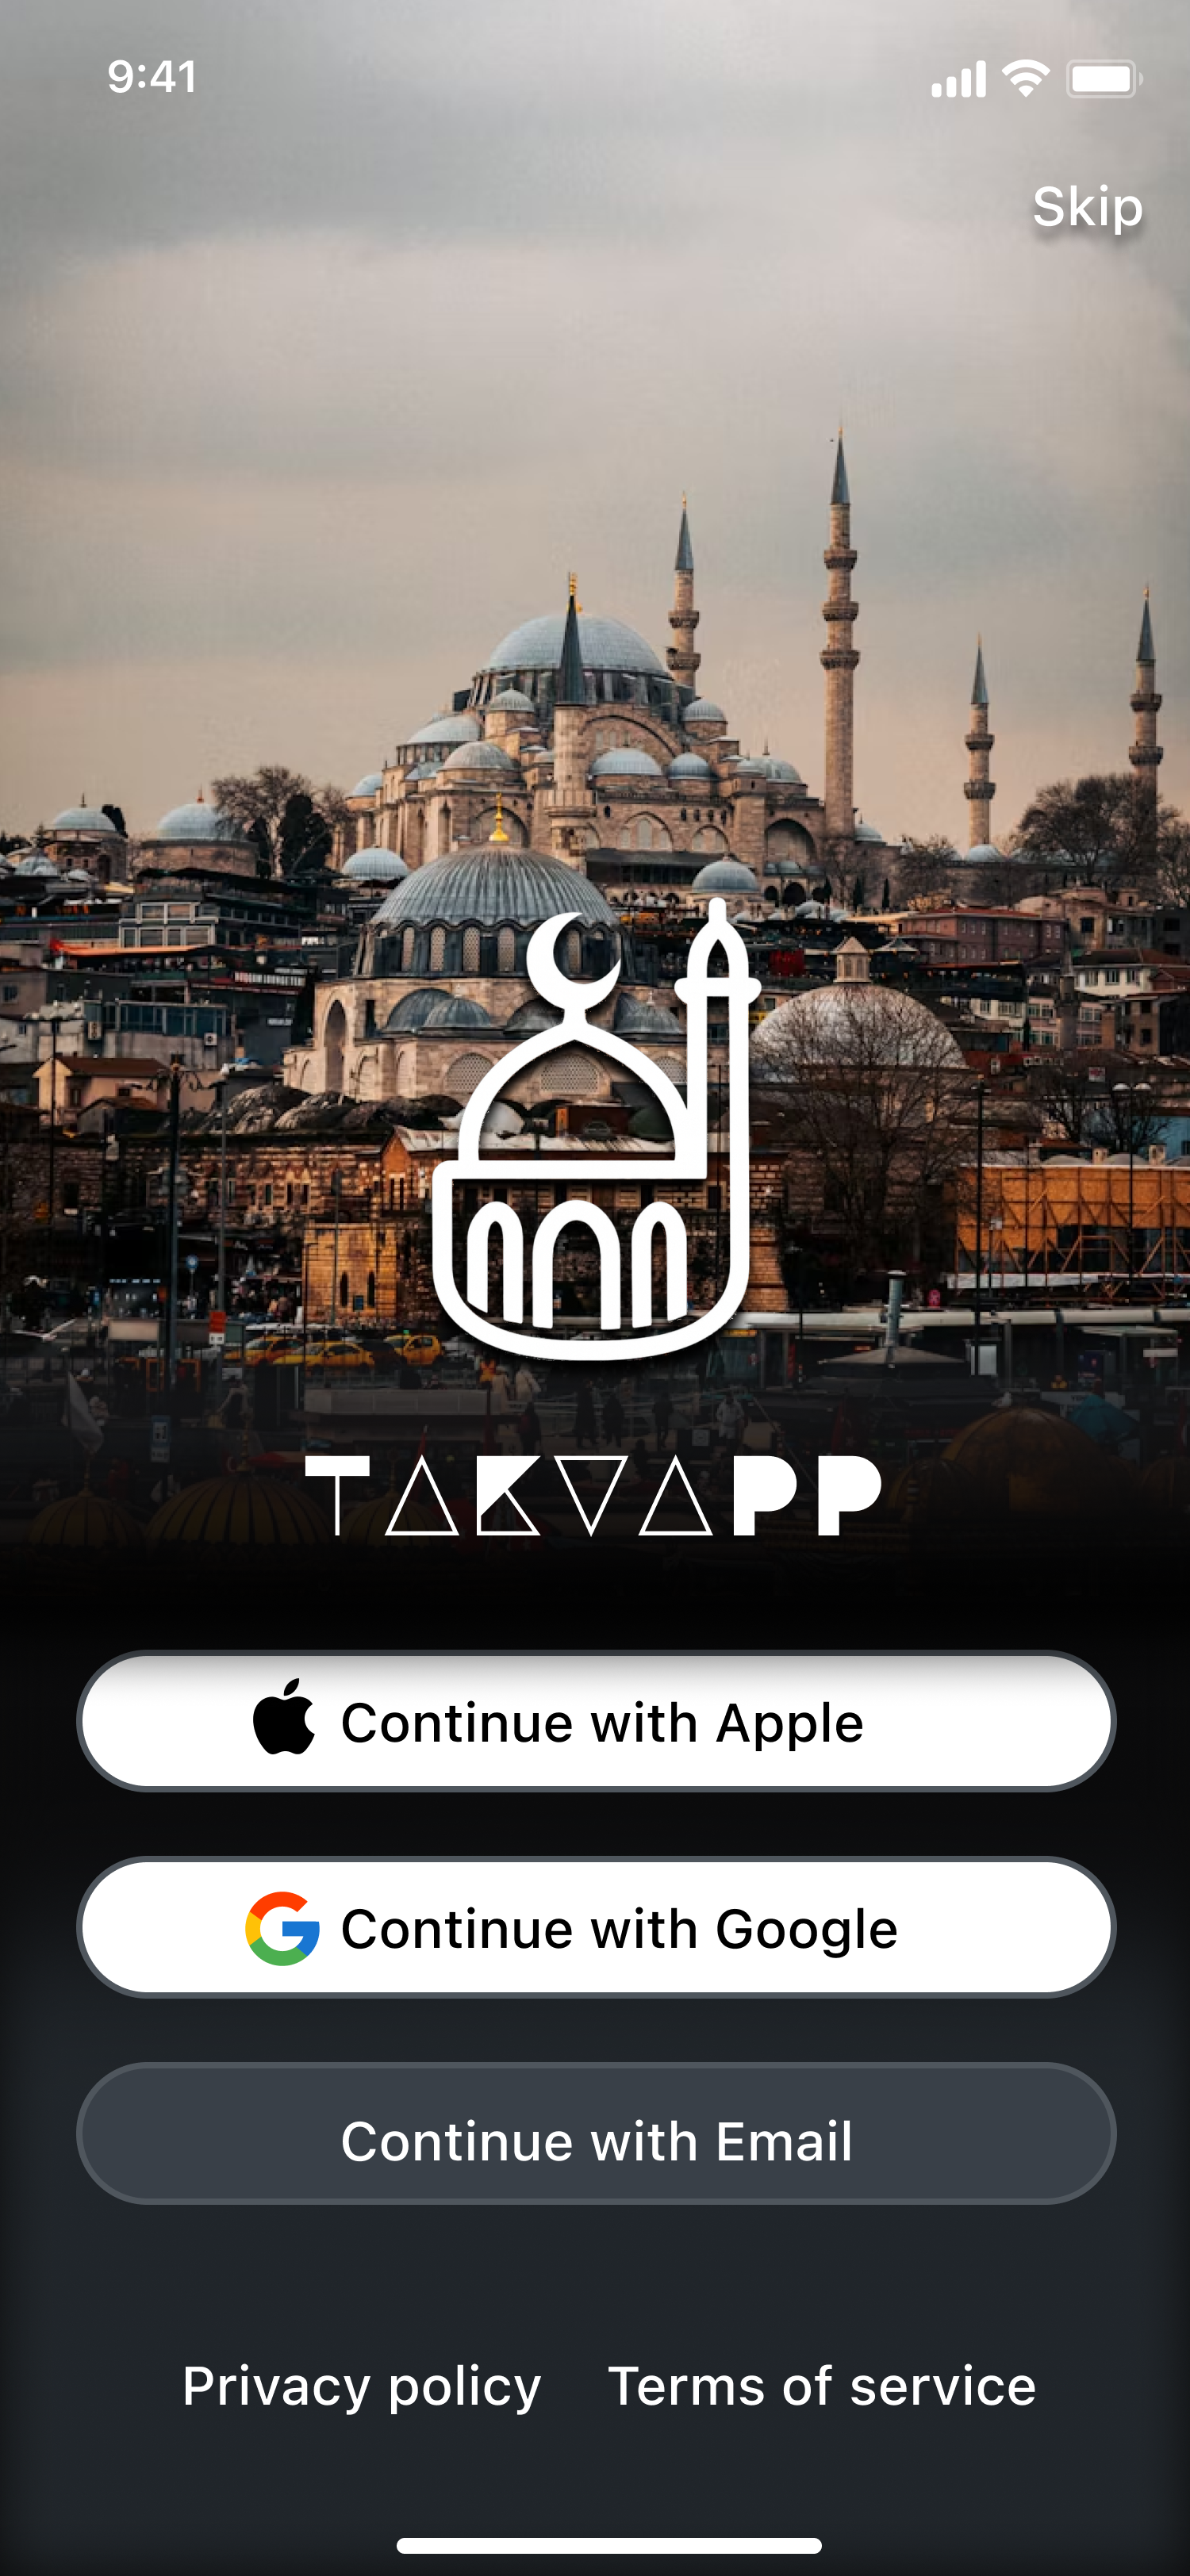 9:41
Skip
TAKVAPP
Continue with Apple
Continue with Google
Continue with Email
Privacy policy Terms of service